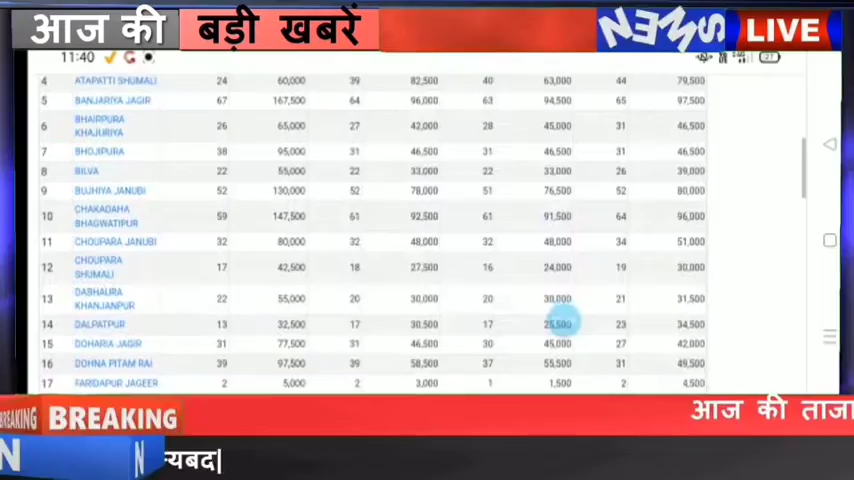 आज की बड़ी खबरें NEWS LIVE
11:40 27
4 ATAPATTI SHUMALI 24 60,000 39 82,500 40 63,000 44 79,500
5 BANJARIYA JAGIR 67 167,500 64 96,000 63 94,500 65 97,500
6 BHAIRPURA KHAJURIYA 26 65,000 27 42,000 28 45,000 31 46,500
7 BHOJIPURA 38 95,000 31 46,500 31 46,500 31 46,500
8 BILVA 22 55,000 22 33,000 22 33,000 26 39,000
9 BUJHIYA JANUBI 52 130,000 52 78,000 51 76,500 52 80,000
10 CHAKADAHA BHAGWATIPUR 59 147,500 61 92,500 61 91,500 64 96,000
11 CHOUPARA JANUBI 32 80,000 32 48,000 32 48,000 34 51,000
12 CHOUPARA SHUMALI 17 42,500 18 27,500 16 24,000 19 30,000
13 DABHAURA KHANJANPUR 22 55,000 20 30,000 20 30,000 21 31,500
14 DALPATPUR 13 32,500 17 30,500 17 25,500 23 34,500
15 DOHARIA JAGIR 31 77,500 31 46,500 30 45,000 27 42,000
16 DOHNA PITAM RAI 39 97,500 39 58,500 37 55,500 31 49,500
17 FARIDAPUR JAGEER 2 5,000 2 3,000 1 1,500 2 4,500
BREAKING BREAKING आज की ताजा
N N न्यबद|